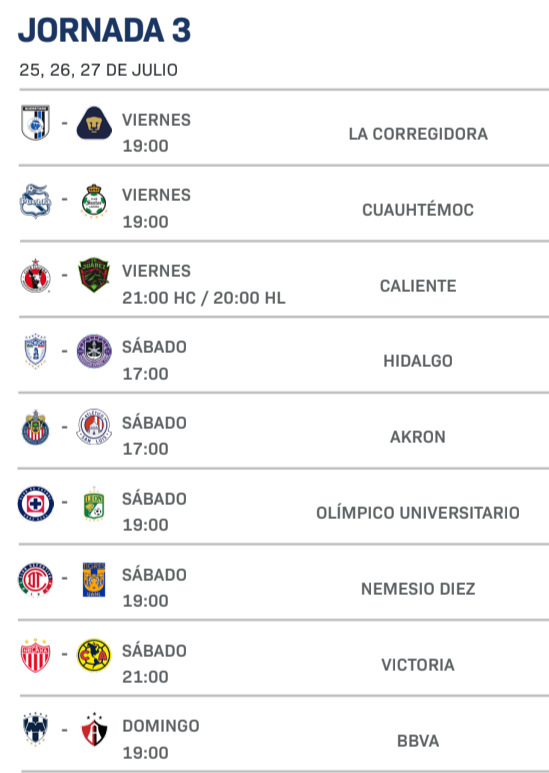 JORNADA 3
25, 26, 27 DE JULIO
VIERNES
19:00
LA CORREGIDORA
VIERNES
19:00
CUAUHTÉMOC
VIERNES
21:00 HC / 20:00 HL
CALIENTE
SÁBADO
17:00
HIDALGO
SÁBADO
17:00
AKRON
SÁBADO
19:00
OLÍMPICO UNIVERSITARIO
SÁBADO
19:00
NEMESIO DIEZ
SÁBADO
21:00
VICTORIA
DOMINGO
19:00
BBVA